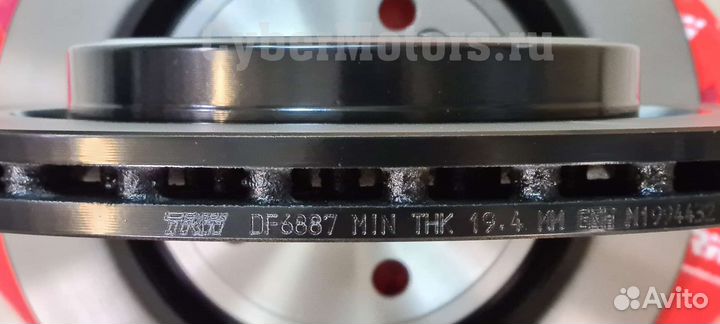 CyberMotors.ru
TRW DF6887 MIN THK 19.4 MM
Avito